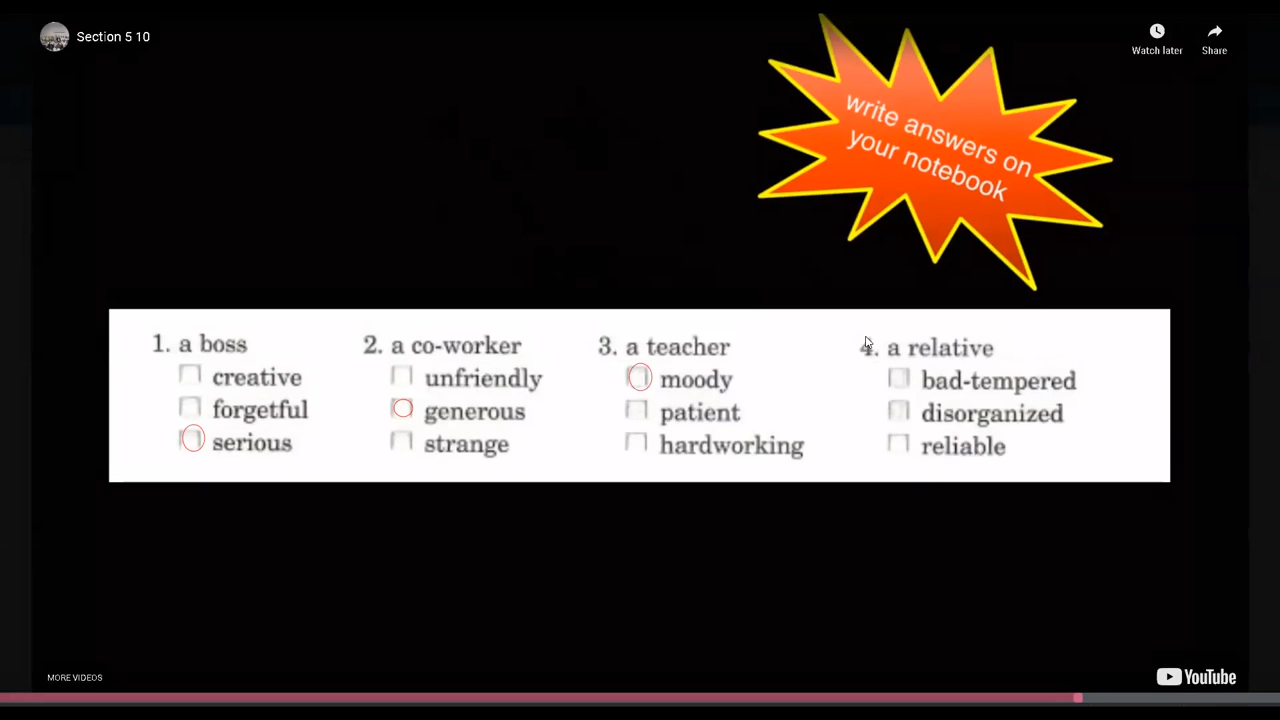 Section 5 10
Watch later
Share
write answers on
your notebook
1. a boss
creative
forgetful
serious
2. a co-worker
unfriendly
generous
strange
3. a teacher
moody
patient
hardworking
4. a relative
bad-tempered
disorganized
reliable
MORE VIDEOS
YouTube